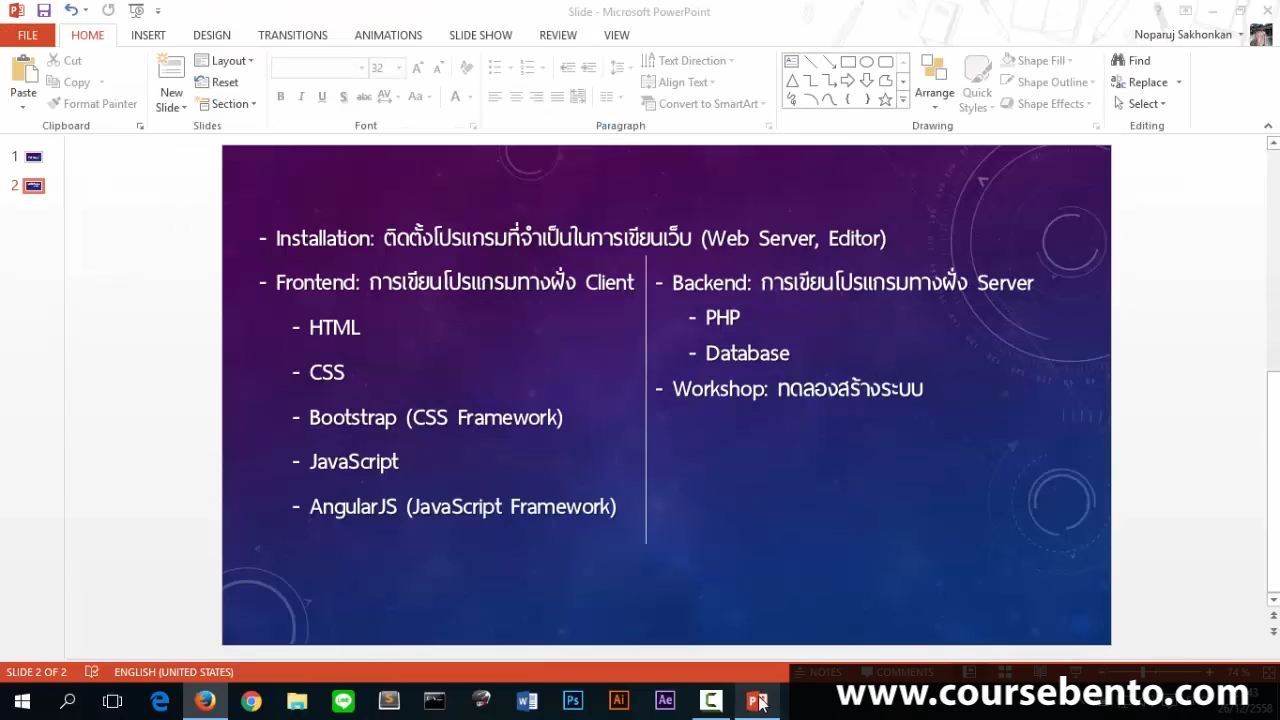 Slide - Microsoft PowerPoint
FILE HOME INSERT DESIGN TRANSITIONS ANIMATIONS SLIDE SHOW REVIEW VIEW
Noparuj Sakhonkan
Paste
Cut
Copy
Format Painter
Clipboard
New Slide
Layout
Reset
Section
Slides
32
Font
Text Direction
Align Text
Convert to SmartArt
Paragraph
Arrange
Quick Styles
Shape Fill
Shape Outline
Shape Effects
Drawing
Find
Replace
Select
Editing
1
2
- Installation: ติดตั้งโปรแกรมที่จำเป็นในการเขียนเว็บ (Web Server, Editor)
- Frontend: การเขียนโปรแกรมทางฝั่ง Client
- HTML
- CSS
- Bootstrap (CSS Framework)
- JavaScript
- AngularJS (JavaScript Framework)
- Backend: การเขียนโปรแกรมทางฝั่ง Server
- PHP
- Database
- Workshop: ทดลองสร้างระบบ
SLIDE 2 OF 2 ENGLISH (UNITED STATES) NOTES COMMENTS 74 %
www.coursebento.com
26/12/2558